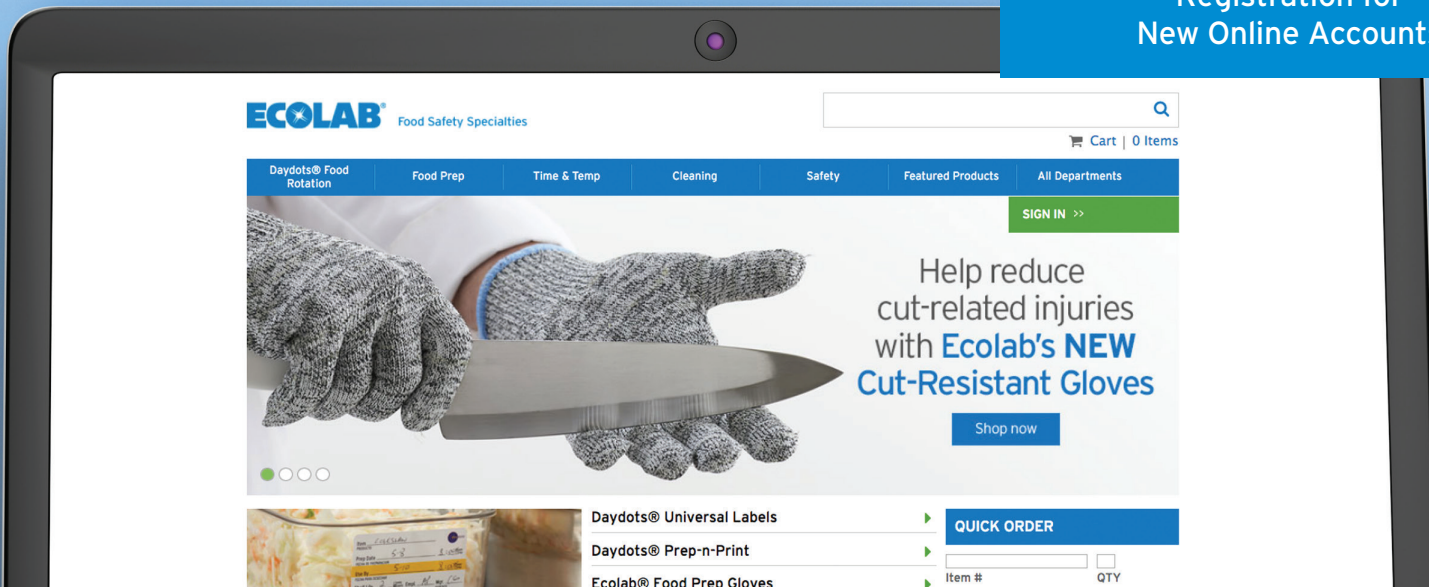 Registration for
New Online Account
ECOLAB® Food Safety Specialties
Cart | 0 Items
Daydots® Food
Rotation
Food Prep
Time & Temp
Cleaning
Safety
Featured Products
All Departments
SIGN IN >>
Help reduce
cut-related injuries
with Ecolab's NEW
Cut-Resistant Gloves
Shop now
Daydots® Universal Labels
Daydots® Prep-n-Print
Ecolab® Food Prep Gloves
QUICK ORDER
Item #
QTY
Prep Date